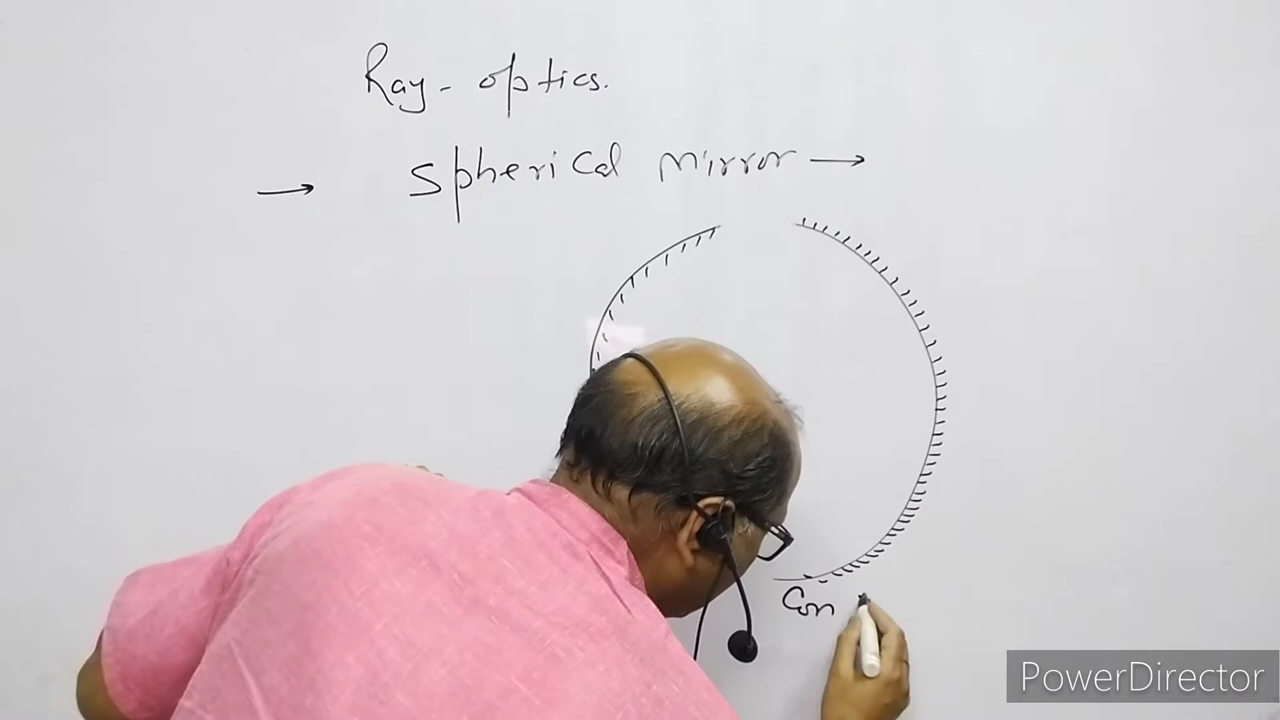 Ray - optics.
→ Spherical mirror →
Con
PowerDirector